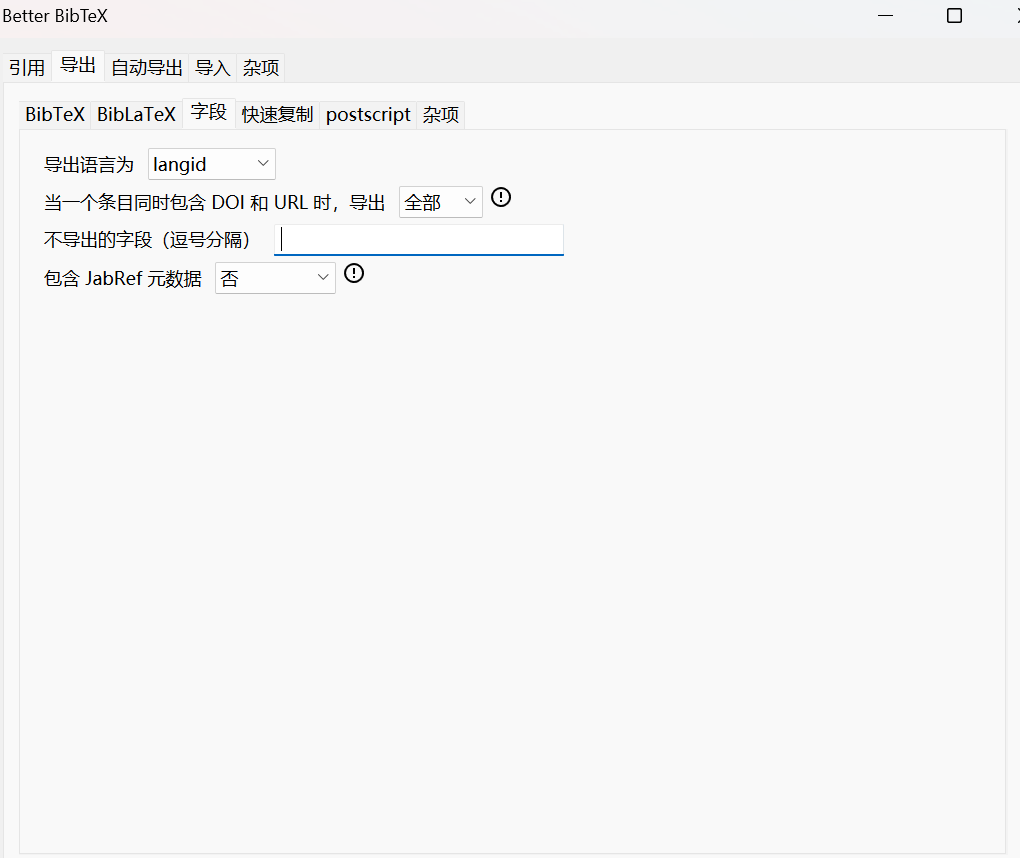 Better BibTeX
引用 导出 自动导出 导入 杂项
BibTeX BibLaTeX 字段 快速复制 postscript 杂项
导出语言为 langid
当一个条目同时包含 DOI 和 URL 时，导出 全部
不导出的字段（逗号分隔）
包含 JabRef 元数据 否